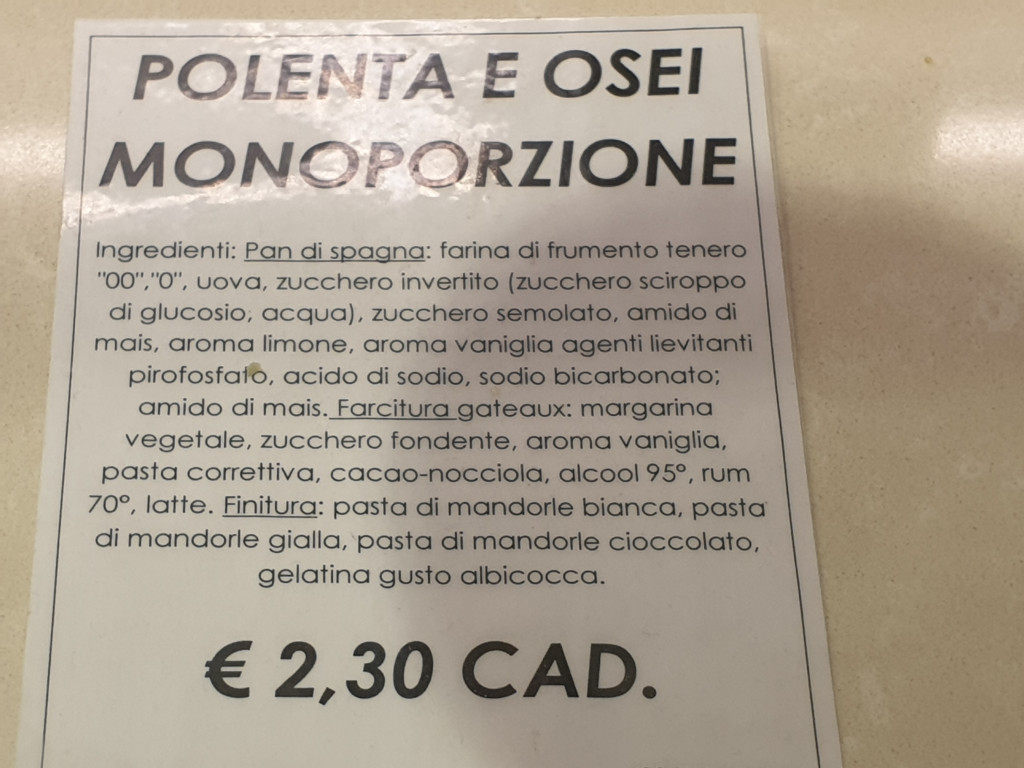 POLENTA E OSEI
MONOPORZIONE
Ingredienti: Pan di spagna: farina di frumento tenero
"00","0", uova, zucchero invertito (zucchero sciroppo
di glucosio, acqua), zucchero semolato, amido di
mais, aroma limone, aroma vaniglia agenti lievitanti
pirofosfato, acido di sodio, sodio bicarbonato;
amido di mais. Farcitura gateaux: margarina
vegetale, zucchero fondente, aroma vaniglia,
pasta correttiva, cacao-nocciola, alcool 95°, rum
70°, latte. Finitura: pasta di mandorle bianca, pasta
di mandorle gialla, pasta di mandorle cioccolato,
gelatina gusto albicocca.
€ 2,30 CAD.